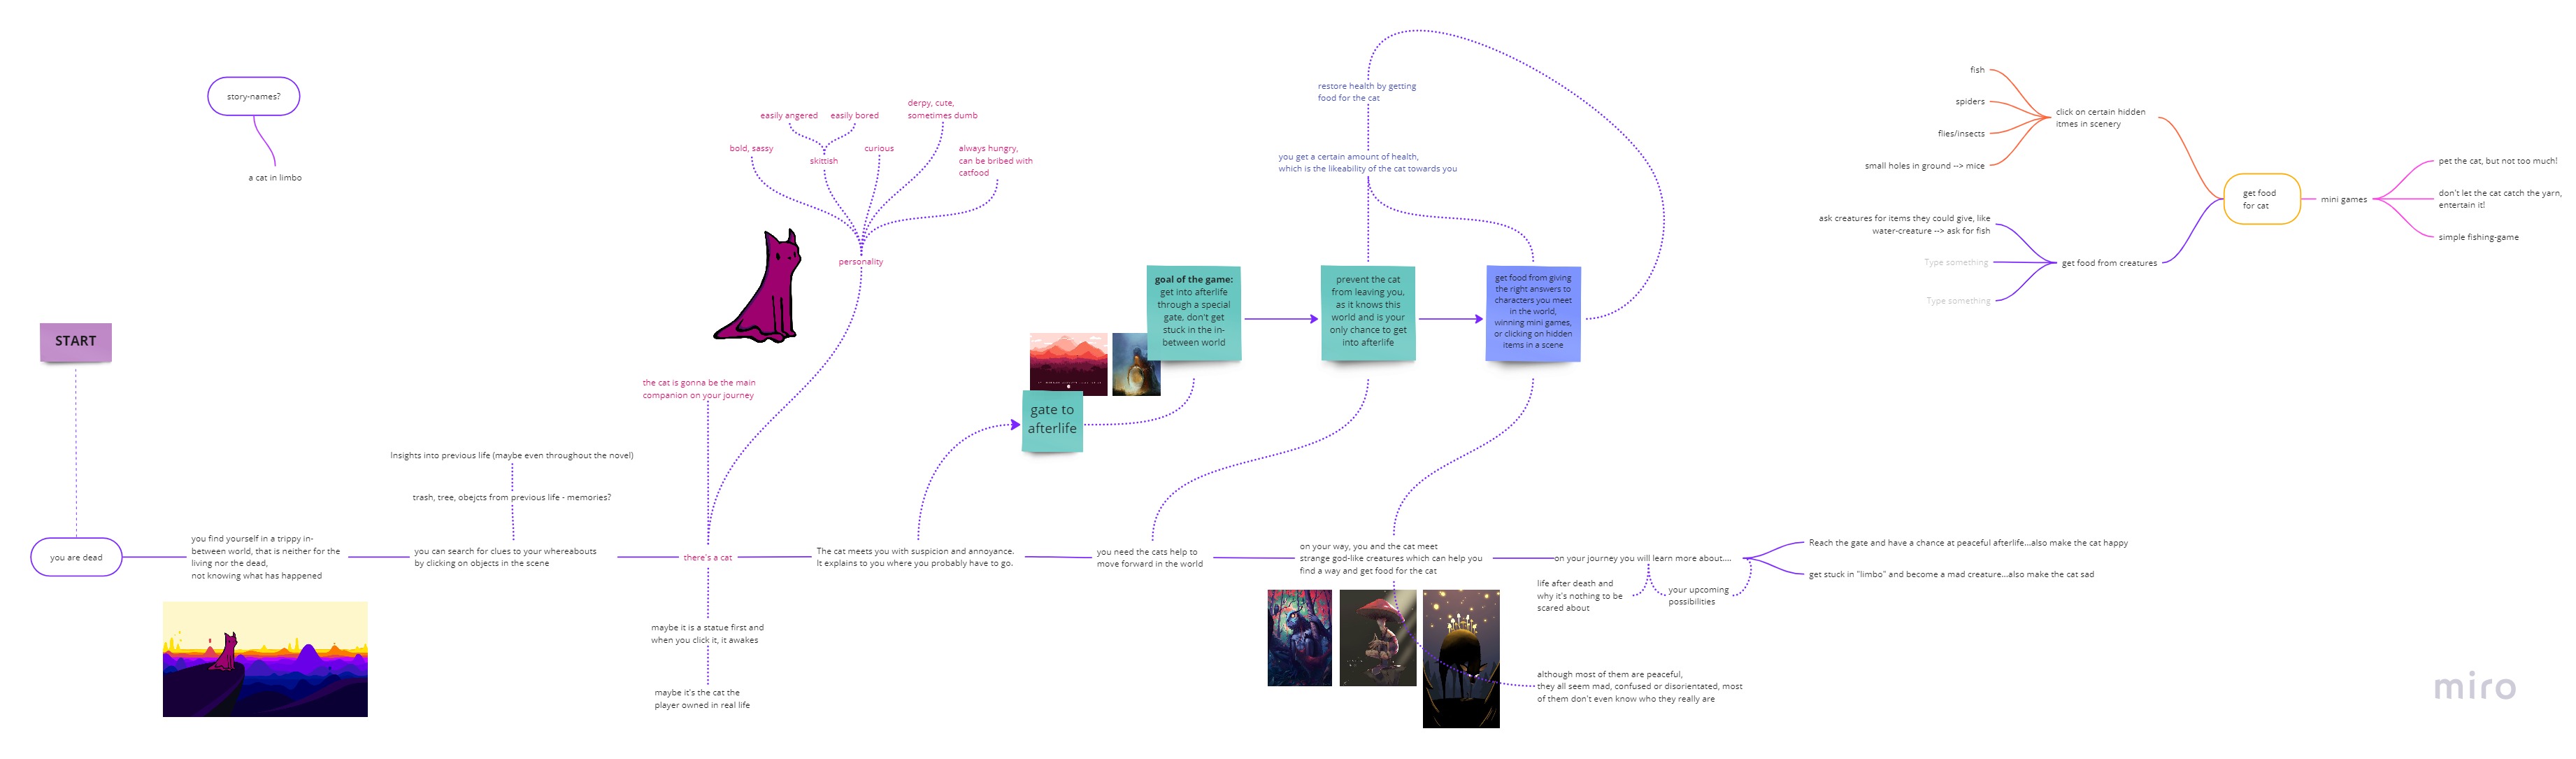 story-names?
a cat in limbo
START
you are dead
you find yourself in a trippy in-
between world, that is neither for the
living nor the dead,
not knowing what has happened
Insights into previous life (maybe even throughout the novel)
trash, tree, obejcts from previous life - memories?
you can search for clues to your whereabouts
by clicking on objects in the scene
the cat is gonna be the main
companion on your journey
there's a cat
maybe it is a statue first and
when you click it, it awakes
maybe it's the cat the
player owned in real life
derpy, cute,
sometimes dumb
easily angered
easily bored
bold, sassy
skittish
curious
always hungry,
can be bribed with
catfood
personality
The cat meets you with suspicion and annoyance.
It explains to you where you probably have to go.
gate to
afterlife
goal of the game:
get into afterlife
through a special
gate, don't get
stuck in the in-
between world
restore health by getting
food for the cat
you get a certain amount of health,
which is the likeability of the cat towards you
prevent the cat
from leaving you,
as it knows this
world and is your
only chance to get
into afterlife
get food from giving
the right answers to
characters you meet
in the world,
winning mini games,
or clicking on hidden
items in a scene
you need the cats help to
move forward in the world
on your way, you and the cat meet
strange god-like creatures which can help you
find a way and get food for the cat
on your journey you will learn more about....
life after death and
why it's nothing to be
scared about
your upcoming
possibilities
although most of them are peaceful,
they all seem mad, confused or disorientated, most
of them don't even know who they really are
Reach the gate and have a chance at peaceful afterlife...also make the cat happy
get stuck in "limbo" and become a mad creature...also make the cat sad
fish
spiders
flies/insects
small holes in ground --> mice
click on certain hidden
itmes in scenery
ask creatures for items they could give, like
water-creature --> ask for fish
Type something
Type something
get food from creatures
get food
for cat
mini games
pet the cat, but not too much!
don't let the cat catch the yarn,
entertain it!
simple fishing-game
miro